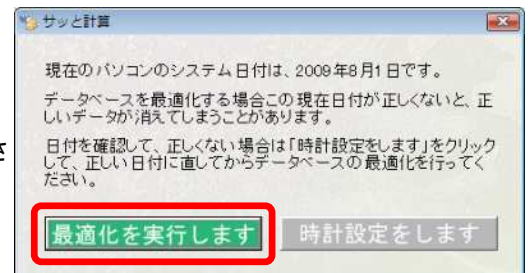 サッと計算
現在のパソコンのシステム日付は、2009年8月1日です。
データベースを最適化する場合この現在日付が正しくないと、正
しいデータが消えてしまうことがあります。
さ
日付を確認して、正しくない場合は「時計設定をします」をクリック
して、正しい日付に直してからデータベースの最適化を行ってく
ださい。
最適化を実行します 時計設定をします